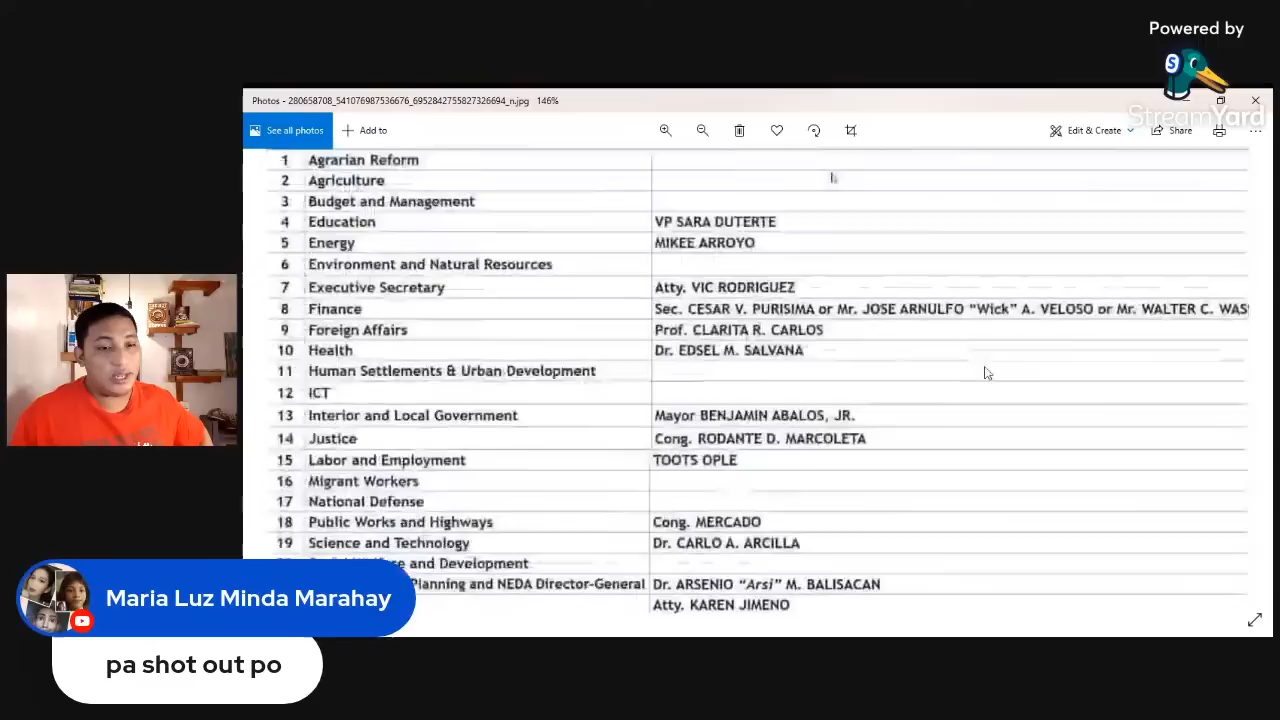 Powered by
StreamYard
Photos - 280658708_541076987536676_6952842755827326694_n.jpg 146%
See all photos
Add to
Edit & Create
Share
1 Agrarian Reform
2 Agriculture
3 Budget and Management
4 Education VP SARA DUTERTE
5 Energy MIKEE ARROYO
6 Environment and Natural Resources
7 Executive Secretary Atty. VIC RODRIGUEZ
8 Finance Sec. CESAR V. PURISIMA or Mr. JOSE ARNULFO "Wick" A. VELOSO or Mr. WALTER C. WAS
9 Foreign Affairs Prof. CLARITA R. CARLOS
10 Health Dr. EDSEL M. SALVANA
11 Human Settlements & Urban Development
12 ICT
13 Interior and Local Government Mayor BENJAMIN ABALOS, JR.
14 Justice Cong. RODANTE D. MARCOLETA
15 Labor and Employment TOOTS OPLE
16 Migrant Workers
17 National Defense
18 Public Works and Highways Cong. MERCADO
19 Science and Technology Dr. CARLO A. ARCILLA
and Development
Planning and NEDA Director-General Dr. ARSENIO "Arsi" M. BALISACAN
Atty. KAREN JIMENO
Maria Luz Minda Marahay
pa shot out po